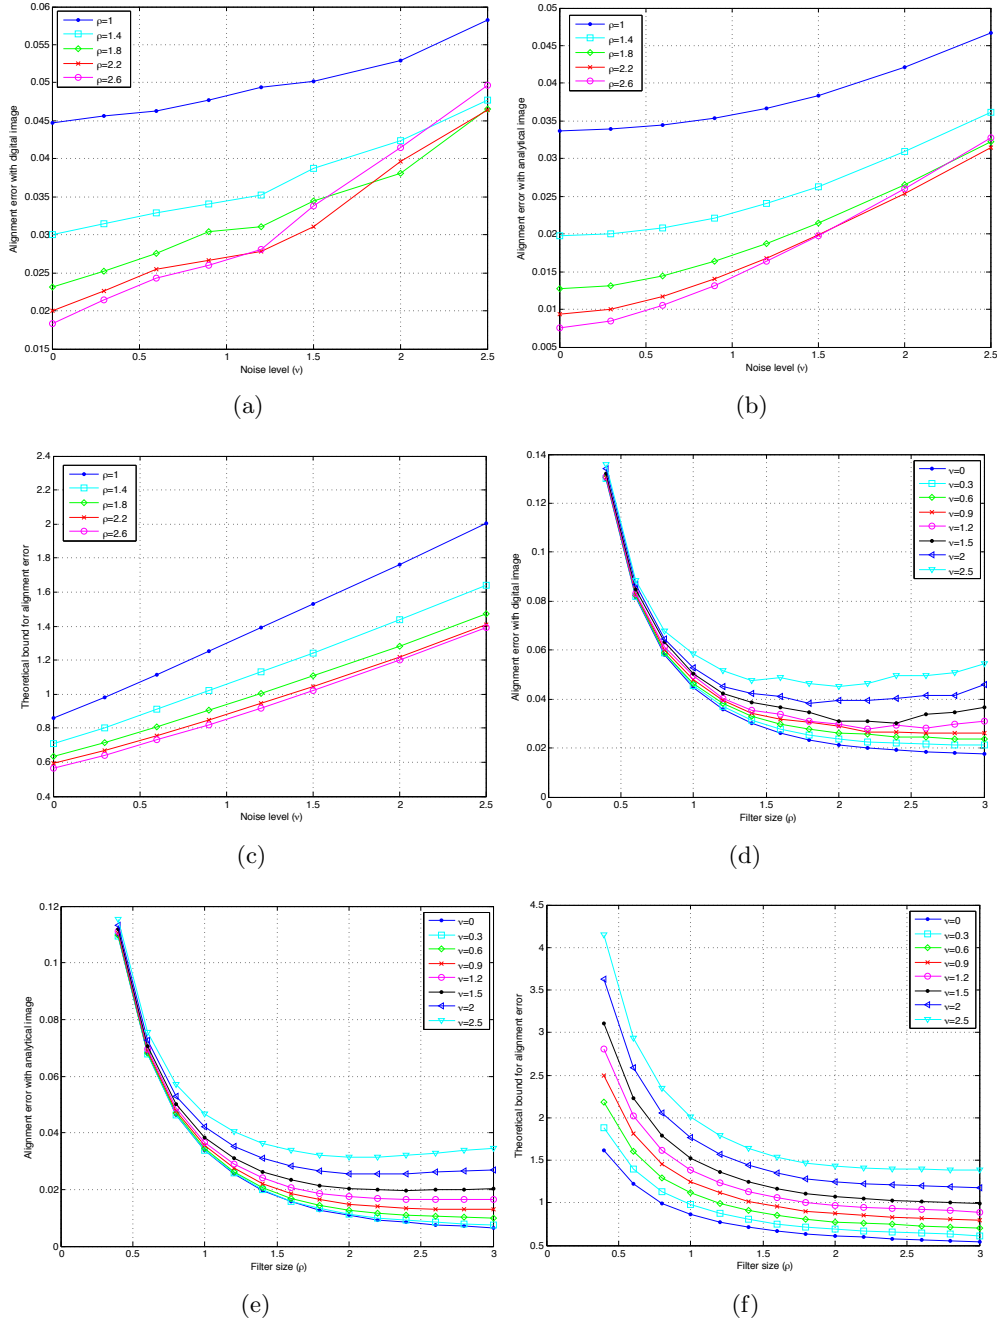 0.06
0.055
0.05
0.045
0.04
0.035
0.03
0.025
0.02
0.015
Alignment error with digital image
ρ=1
ρ=1.4
ρ=1.8
ρ=2.2
ρ=2.6
0 0.5 1 1.5 2 2.5
Noise level (ν)
(a)
0.05
0.045
0.04
0.035
0.03
0.025
0.02
0.015
0.01
0.005
Alignment error with analytical image
ρ=1
ρ=1.4
ρ=1.8
ρ=2.2
ρ=2.6
0 0.5 1 1.5 2 2.5
Noise level (ν)
(b)
2.4
2.2
2
1.8
1.6
1.4
1.2
1
0.8
0.6
0.4
Theoretical bound for alignment error
ρ=1
ρ=1.4
ρ=1.8
ρ=2.2
ρ=2.6
0 0.5 1 1.5 2 2.5
Noise level (ν)
(c)
0.14
0.12
0.1
0.08
0.06
0.04
0.02
0
Alignment error with digital image
ν=0
ν=0.3
ν=0.6
ν=0.9
ν=1.2
ν=1.5
ν=2
ν=2.5
0 0.5 1 1.5 2 2.5 3
Filter size (ρ)
(d)
0.12
0.1
0.08
0.06
0.04
0.02
0
Alignment error with analytical image
ν=0
ν=0.3
ν=0.6
ν=0.9
ν=1.2
ν=1.5
ν=2
ν=2.5
0 0.5 1 1.5 2 2.5 3
Filter size (ρ)
(e)
4.5
4
3.5
3
2.5
2
1.5
1
0.5
Theoretical bound for alignment error
ν=0
ν=0.3
ν=0.6
ν=0.9
ν=1.2
ν=1.5
ν=2
ν=2.5
0 0.5 1 1.5 2 2.5 3
Filter size (ρ)
(f)